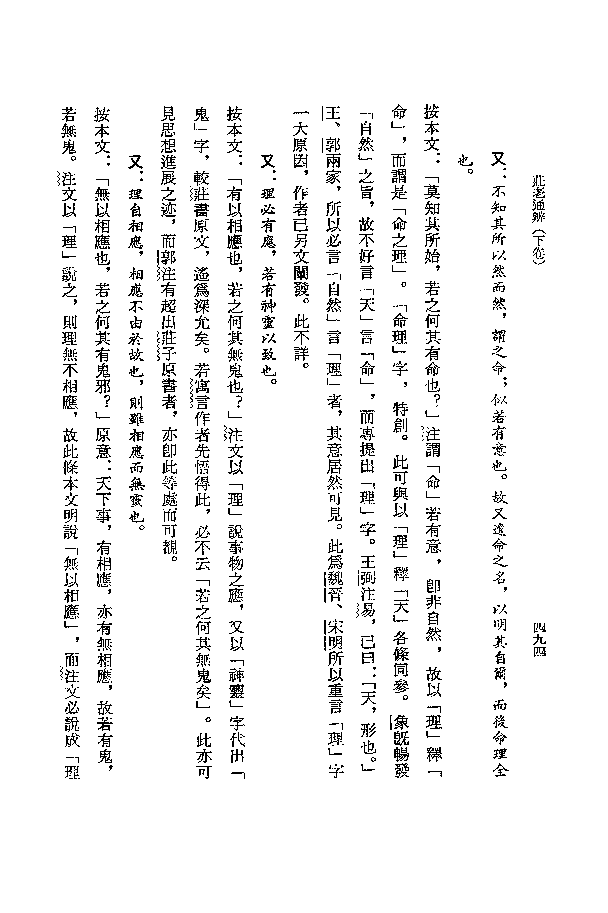 莊老通辨（下卷）　四九四
又：不知其所以然而然，謂之命；似若有意也。故又遣命之名，以明其自爾，而後命理全
也。
按本文：「莫知其所始，若之何其有命也？」注謂「命」若有意，卽非自然，故以「理」釋「
命」，而謂是「命之理」。「命理」字，特創。此可與以「理」釋「天」各條同參。象旣暢發
「自然」之旨，故不好言「天」言「命」，而專提出「理」字。王弼注易，已曰：「天，形也。」
王、郭兩家，所以必言「自然」言「理」者，其意居然可見。此爲魏晉、宋明所以重言「理」字
一大原因，作者已另文闡發。此不詳。
又：理必有應，若有神靈以致也。
按本文：「有以相應也，若之何其無鬼也？」注文以「理」說事物之應，又以「神靈」字代出「
鬼」字，較莊書原文，遙爲深允矣。若寓言作者先悟得此，必不云「若之何其無鬼矣」。此亦可
見思想進展之迹，而郭注有超出莊子原書者，亦卽此等處而可覩。
又：理自相應，相應不由於故也，則雖相應而無靈也。
按本文：「無以相應也，若之何其有鬼邪？」原意：天下事，有相應，亦有無相應，故若有鬼，
若無鬼。注文以「理」說之，則理無不相應，故此條本文明說「無以相應」，而注文必說成「理